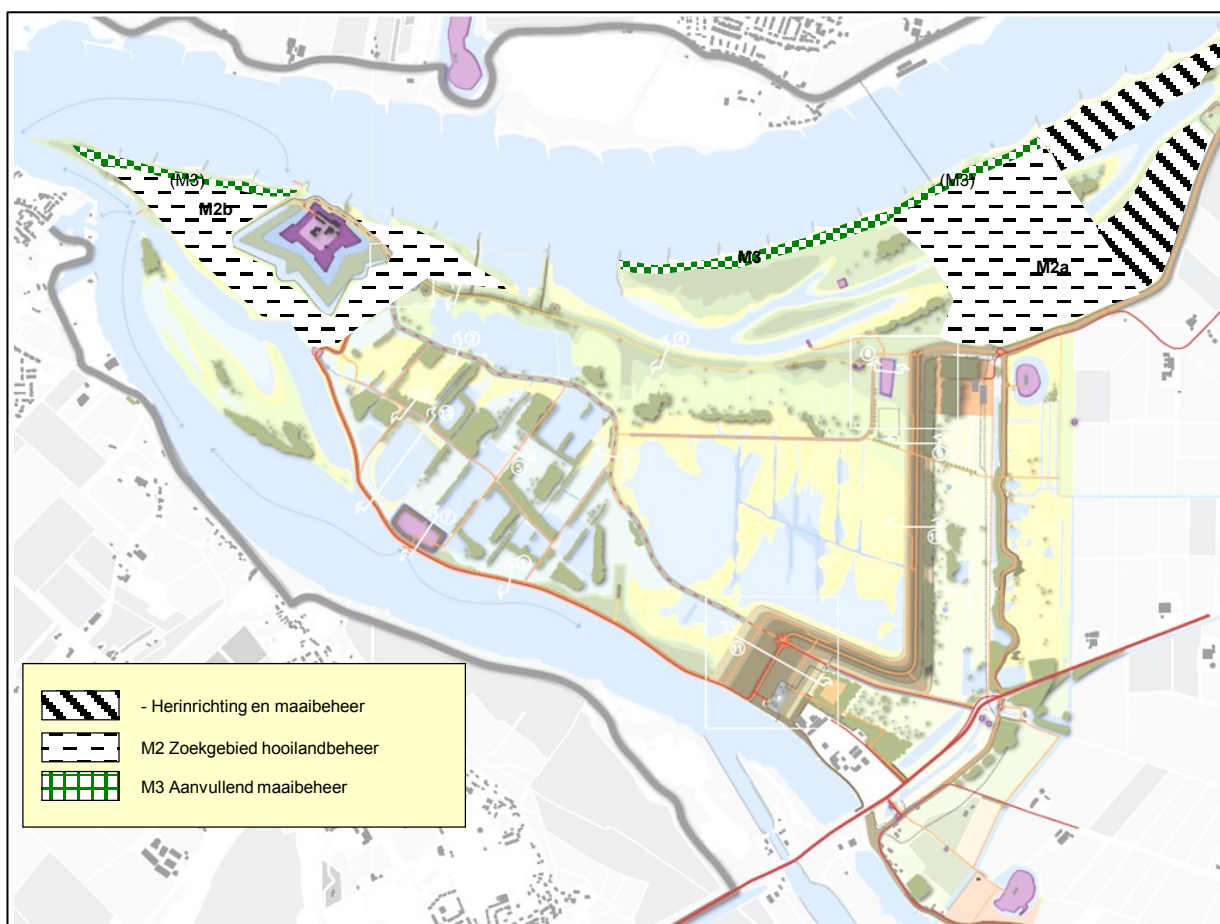 (M3)
M2b
(M3)
M3
M2a
- Herinrichting en maaibeheer
M2 Zoekgebied hooilandbeheer
M3 Aanvullend maaibeheer